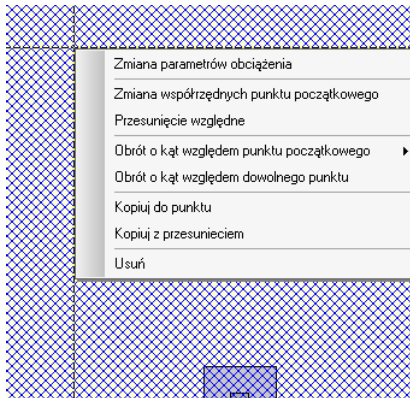 Zmiana parametrów obciążenia
Zmiana współrzędnych punktu początkowego
Przesunięcie względne
Obrót o kąt względem punktu początkowego
Obrót o kąt względem dowolnego punktu
Kopiuj do punktu
Kopiuj z przesunieciem
Usuń